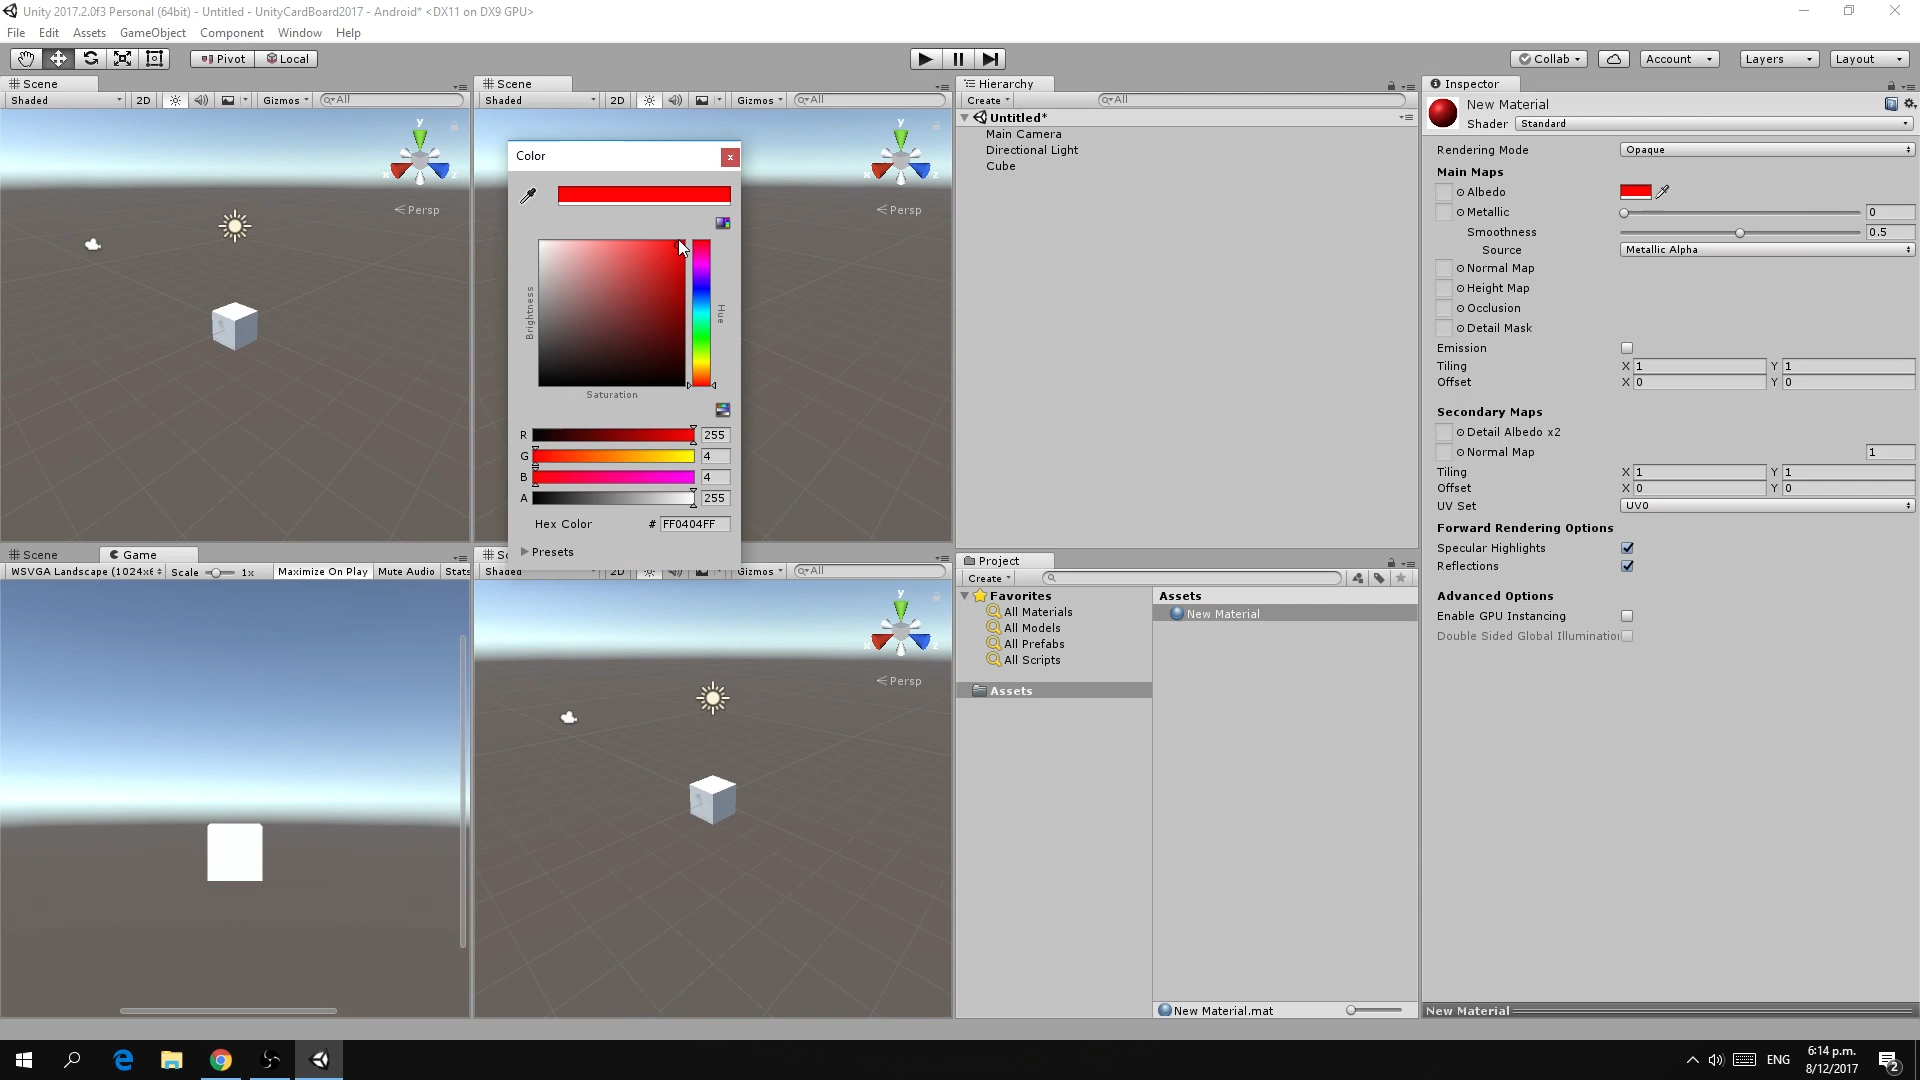 Unity 2017.2.0f3 Personal (64bit) - Untitled - UnityCardBoard2017 - Android* <DX11 on DX9 GPU>
File Edit Assets GameObject Component Window Help
Pivot Local Collab Account Layers Layout
Scene Scene Hierarchy Inspector
Shaded 2D Gizmos All Shaded 2D Gizmos All Create All
Untitled*
Main Camera
Directional Light
Cube
y x z Persp
y z Persp
Color
Brightness
Hue
Saturation
R 255
G 4
B 4
A 255
Hex Color # FF0404FF
Presets
New Material
Shader Standard
Rendering Mode Opaque
Main Maps
Albedo
Metallic 0
Smoothness 0.5
Source Metallic Alpha
Normal Map
Height Map
Occlusion
Detail Mask
Emission
Tiling X 1 Y 1
Offset X 0 Y 0
Secondary Maps
Detail Albedo x2
Normal Map 1
Tiling X 1 Y 1
Offset X 0 Y 0
UV Set UV0
Forward Rendering Options
Specular Highlights
Reflections
Advanced Options
Enable GPU Instancing
Double Sided Global Illumination
New Material
Scene Game Sc
WSVGA Landscape (1024x6 Scale 1x Maximize On Play Mute Audio Stats Shaded 2D Gizmos All
y x z Persp
Project
Create
Favorites
All Materials
All Models
All Prefabs
All Scripts
Assets
Assets
New Material
New Material.mat
ENG 6:14 p.m.
8/12/2017
2